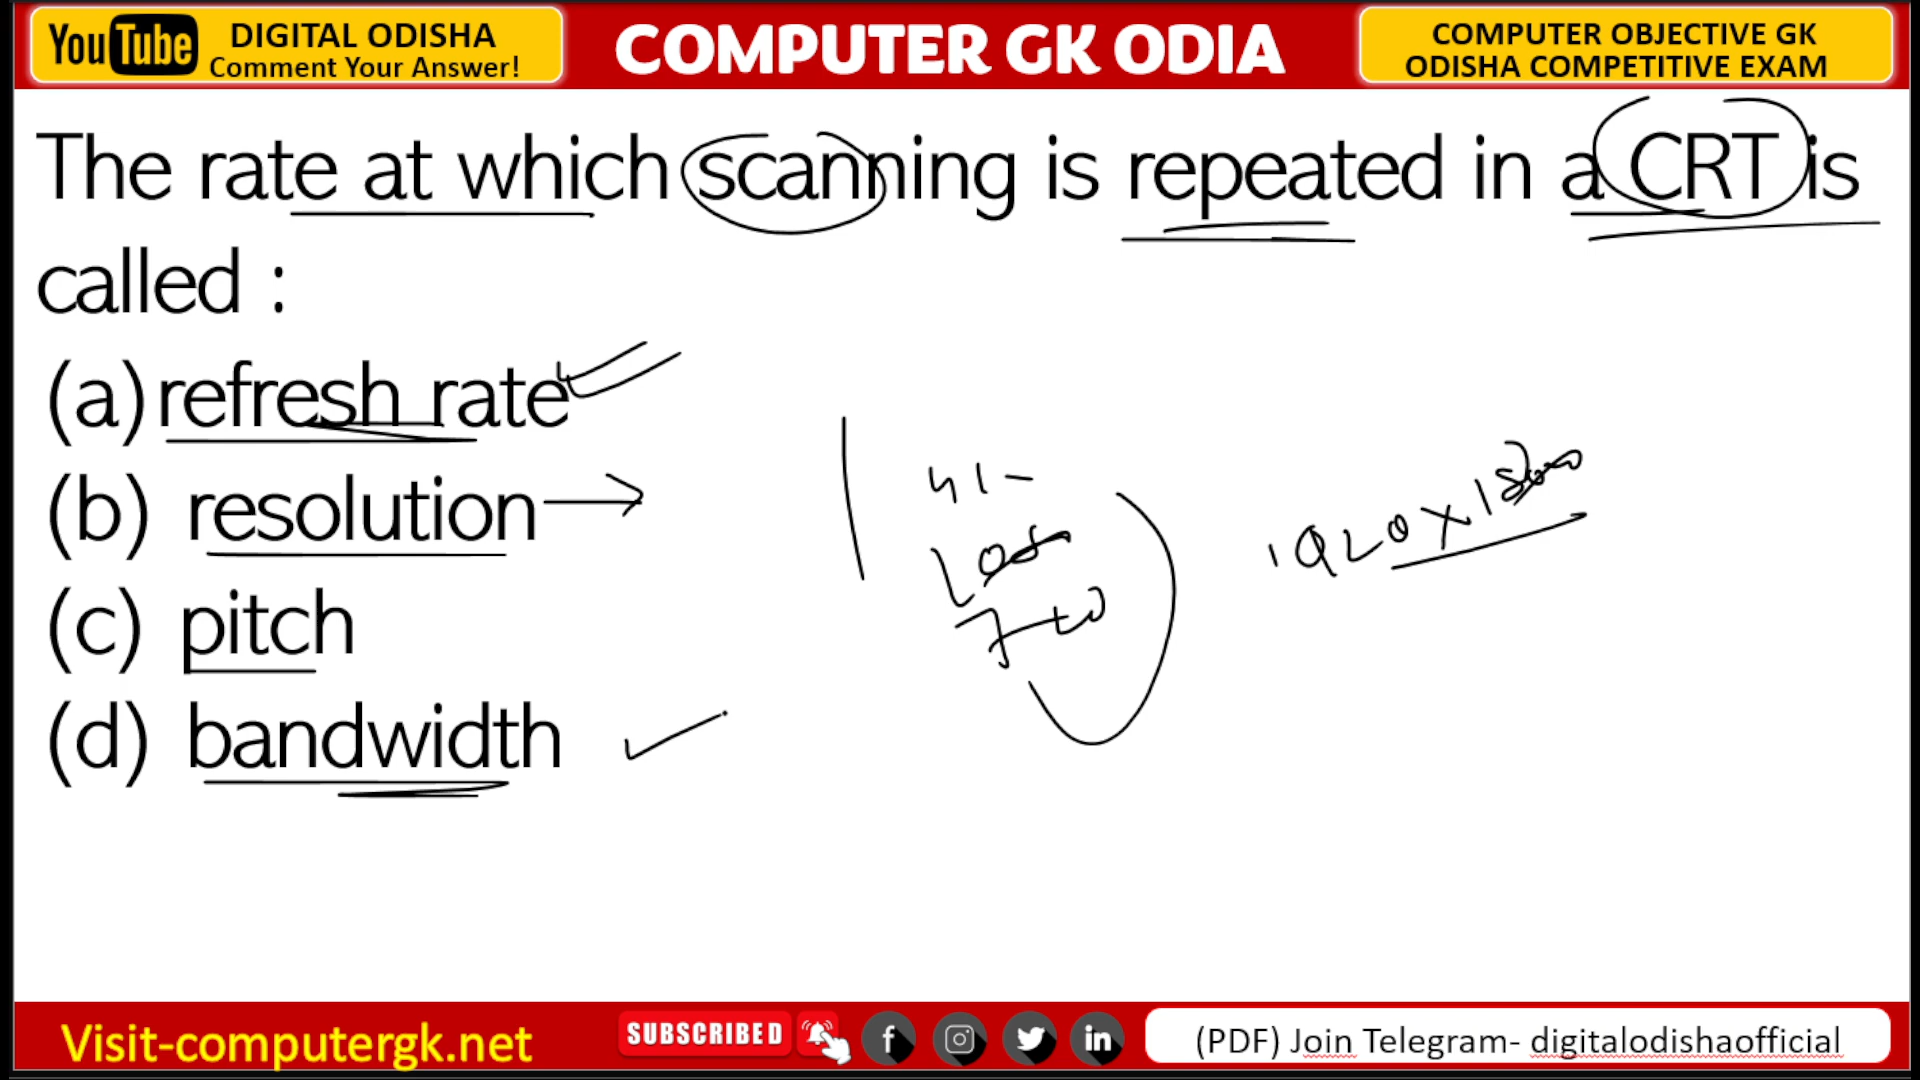 YouTube DIGITAL ODISHA
Comment Your Answer!
COMPUTER GK ODIA
COMPUTER OBJECTIVE GK
ODISHA COMPETITIVE EXAM
The rate at which scanning is repeated in a CRT is
called :
(a) refresh rate
(b) resolution
(c) pitch
(d) bandwidth
720
Visit-computergk.net
SUBSCRIBED
(PDF) Join Telegram- digitalodishaofficial